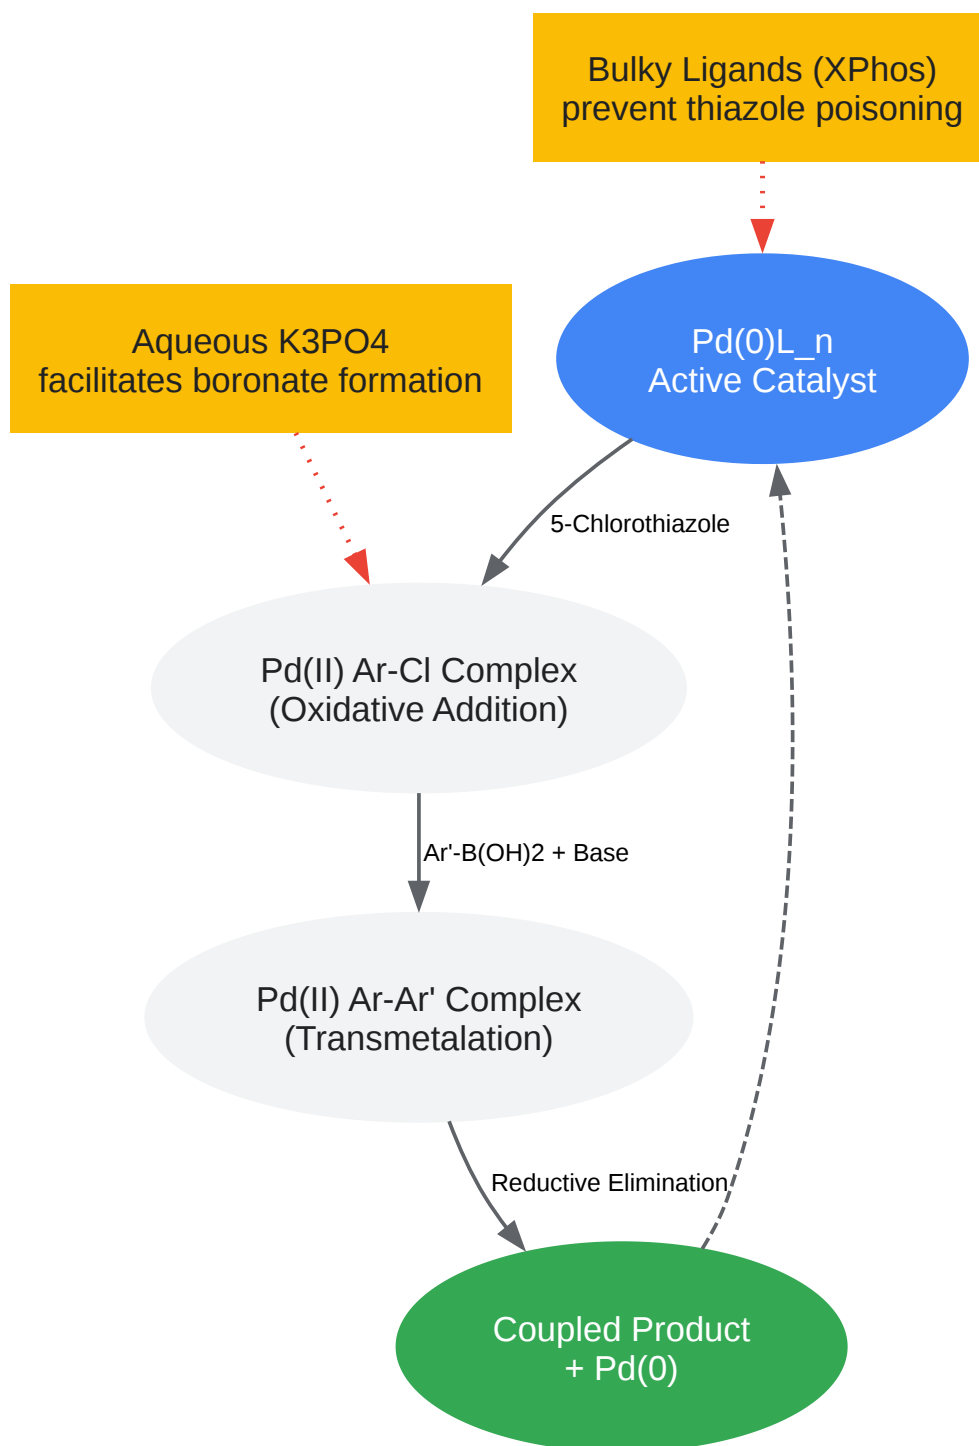 Bulky Ligands (XPhos)
prevent thiazole poisoning
Aqueous K3PO4
facilitates boronate formation
Pd(0)L_n
Active Catalyst
5-Chlorothiazole
Pd(II) Ar-Cl Complex
(Oxidative Addition)
Ar'-B(OH)2 + Base
Pd(II) Ar-Ar' Complex
(Transmetalation)
Reductive Elimination
Coupled Product
+ Pd(0)